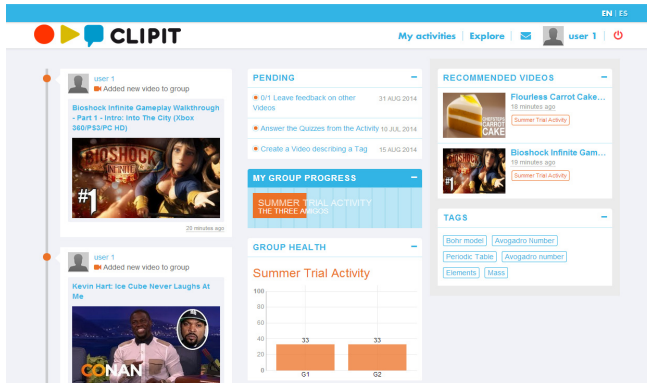 EN | ES
CLIPIT
My activities
Explore
user 1
user 1
Added new video to group
Bioshock Infinite Gameplay Walkthrough
- Part 1 - Intro: Into The City (Xbox
360/PS3/PC HD)
BIOSHOCK
INFINITE
#1
20 minutes ago
user 1
Added new video to group
Kevin Hart: Ice Cube Never Laughs At
Me
CONAN
PENDING
0/1 Leave feedback on other
Videos
31 AUG 2014
Answer the Quizzes from the Activity
10 JUL 2014
Create a Video describing a Tag
15 AUG 2014
MY GROUP PROGRESS
SUMMER TRIAL ACTIVITY
THE THREE AMIGOS
GROUP HEALTH
Summer Trial Activity
100
80
60
40
20
0
33
33
G1
G2
RECOMMENDED VIDEOS
CARROT
CAKE
Flourless Carrot Cake...
18 minutes ago
Summer Trial Activity
BIOSHOCK
#1
Bioshock Infinite Gam...
19 minutes ago
Summer Trial Activity
TAGS
Bohr model
Avogadro Number
Periodic Table
Avogadro number
Elements
Mass